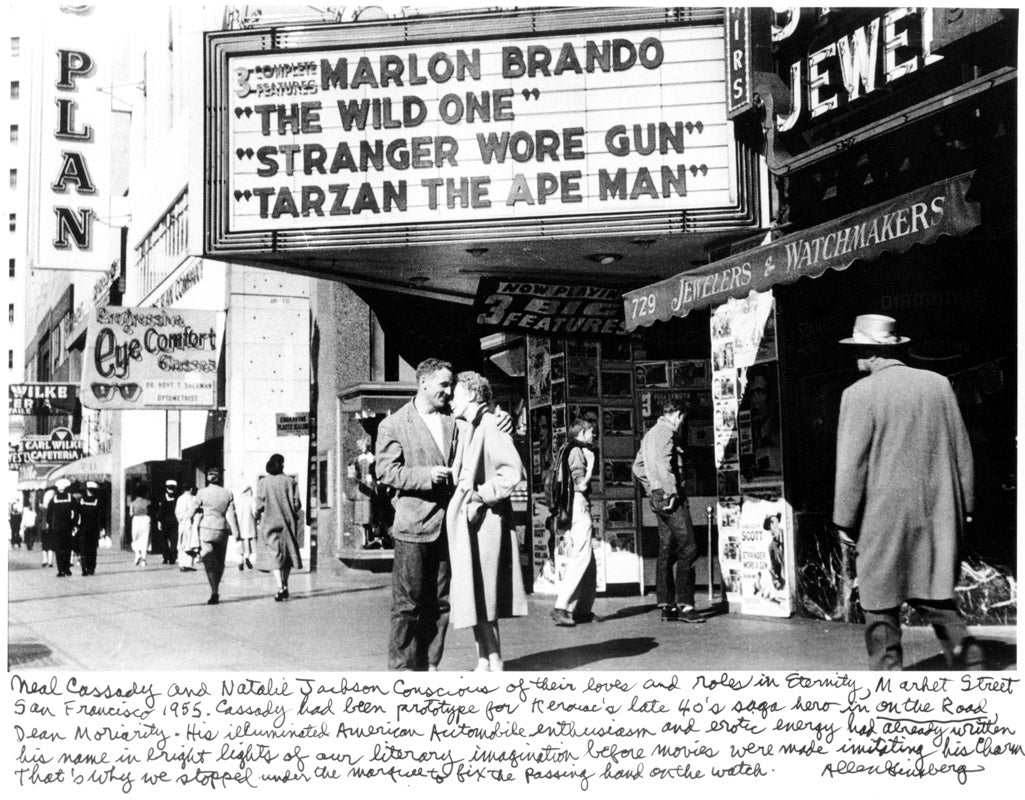 PLAN
3 COMPLETE FEATURES MARLON BRANDO
"THE WILD ONE"
"STRANGER WORE GUN"
"TARZAN THE APE MAN"
JEWEL
NOW PLAYING
3 BIG
FEATURES
729 JEWELERS & WATCHMAKERS
Eye Comfort
Glasses
OPTOMETRIST
WILKE
CARL WILKE
CAFETERIA
SCOTT
STRANGER
WORE A GUN
Neal Cassady and Natalie Jackson Conscious of their loves and roles in Eternity, Market Street
San Francisco 1955. Cassady had been prototype for Kerouac's late 40's saga hero in On the Road
Dean Moriarity. His illuminated American Automobile enthusiasm and erotic energy had already written
his name in bright lights of our literary imagination before movies were made imitating his Charm
That's why we stopped under the marquee to fix the passing hand on the watch. Allen Ginsberg